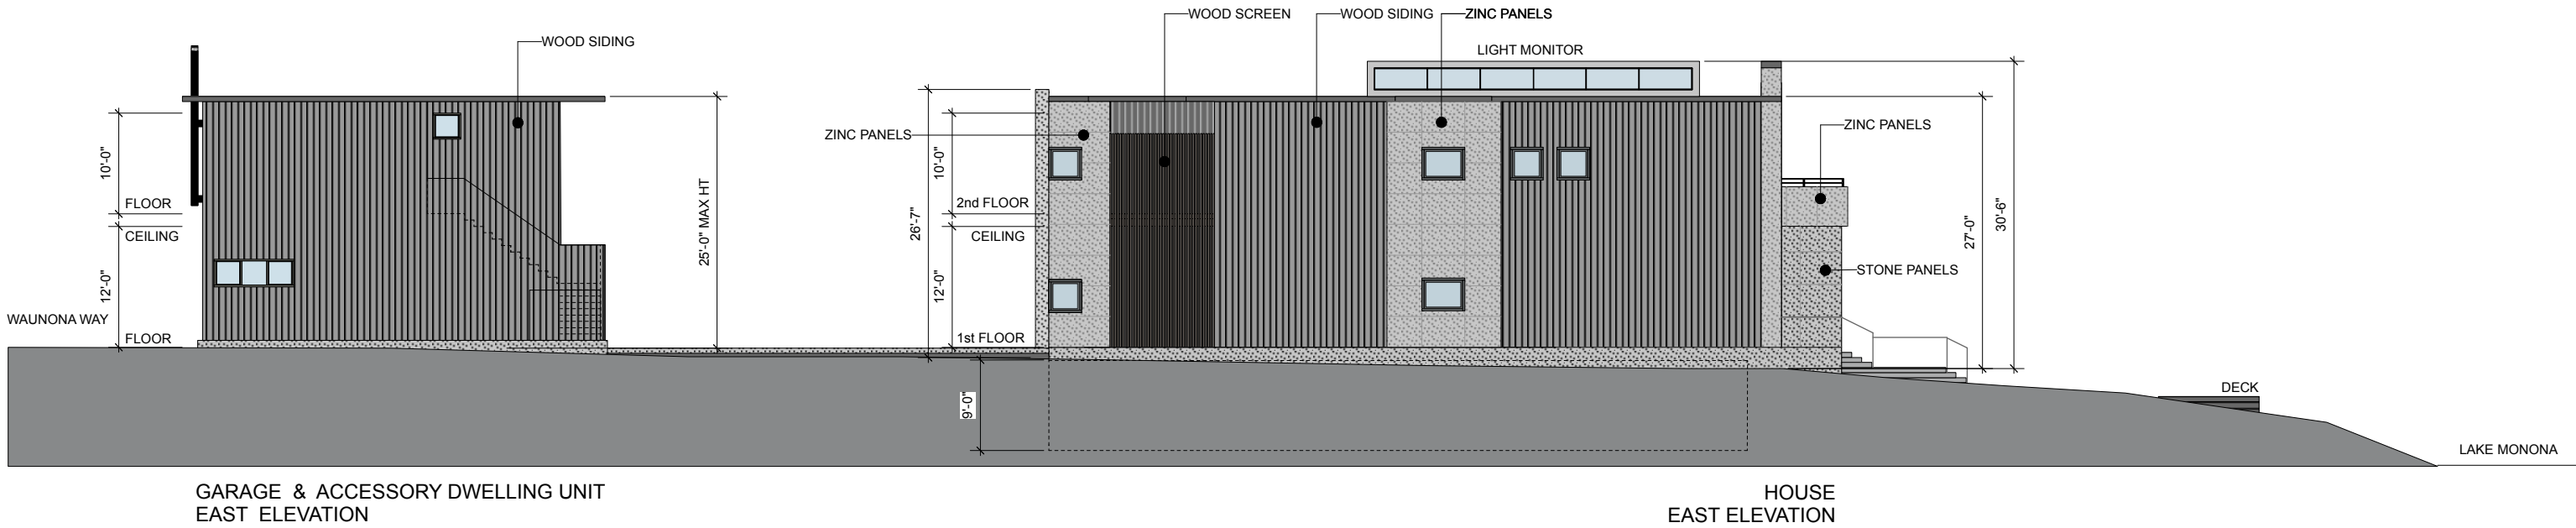 WOOD SCREEN
WOOD SIDING
ZINC PANELS
WOOD SIDING
LIGHT MONITOR
ZINC PANELS
ZINC PANELS
10'-0"
10'-0"
FLOOR
2nd FLOOR
CEILING
CEILING
25'-0" MAX HT
26'-7"
27'-0"
30'-6"
STONE PANELS
12'-0"
12'-0"
WAUNONA WAY
FLOOR
1st FLOOR
9'-0"
DECK
LAKE MONONA
GARAGE & ACCESSORY DWELLING UNIT
EAST ELEVATION
HOUSE
EAST ELEVATION